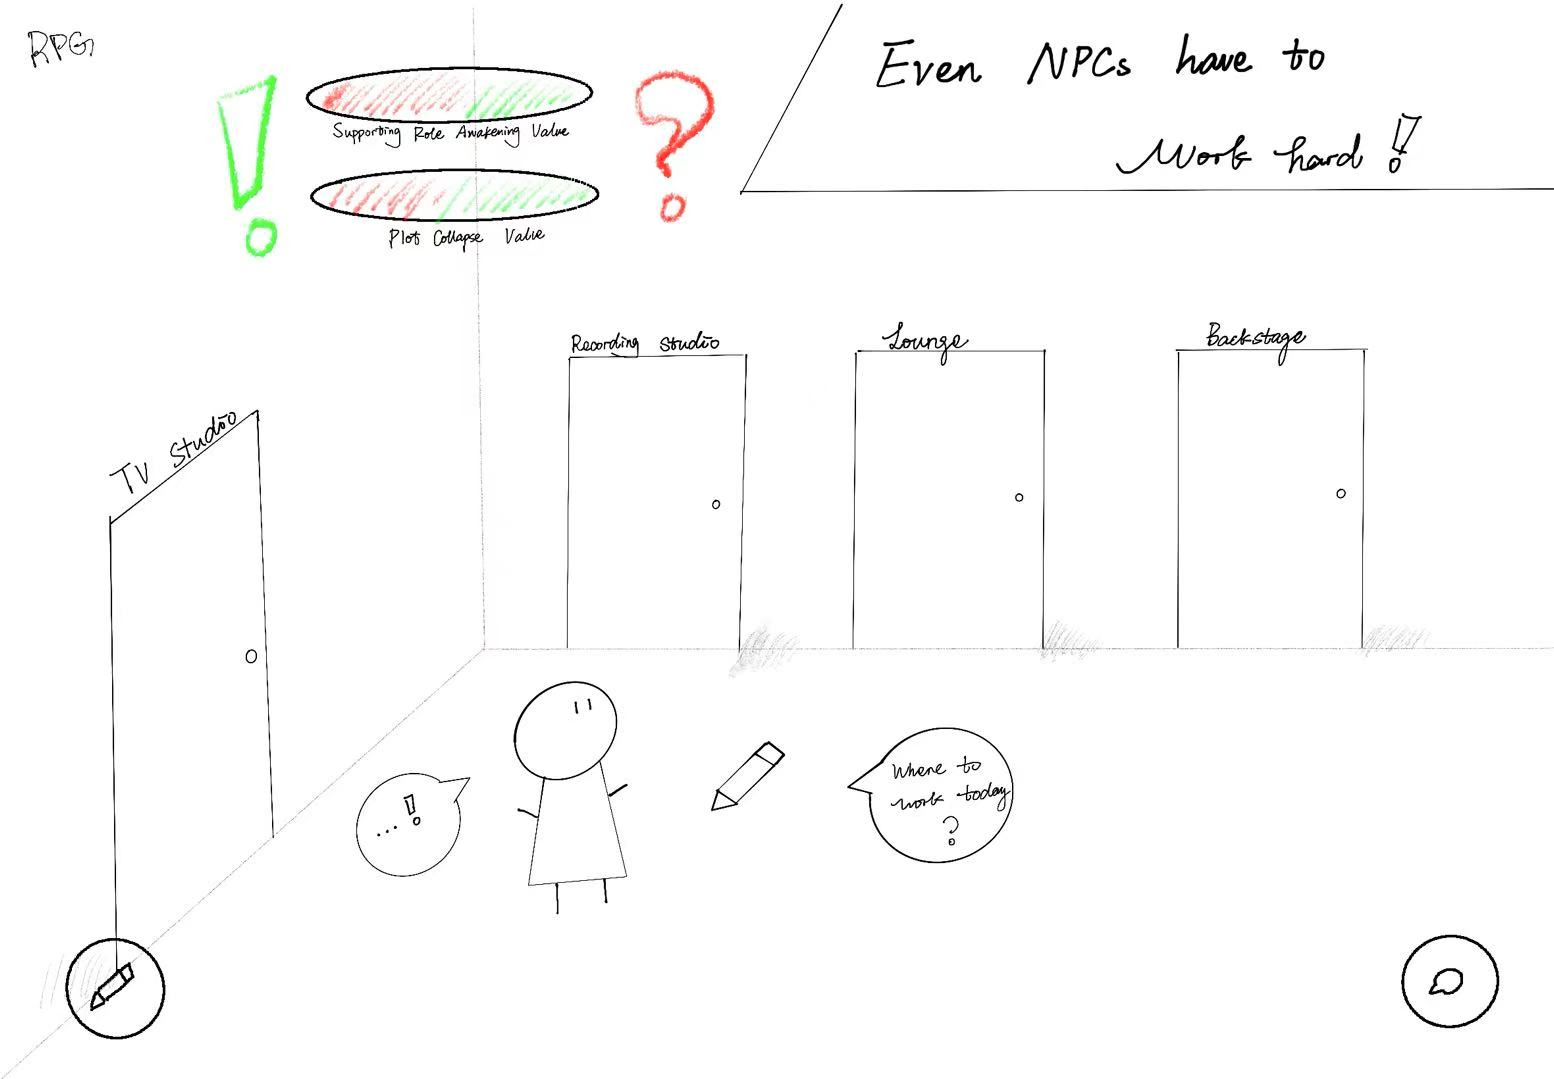 RPG
Even NPCs have to
Work hard!
Supporting Role Awakening Value
Plot Collapse Value
!
?
Recording Studio
Lounge
Backstage
TV Studio
...!
Where to
work today
?